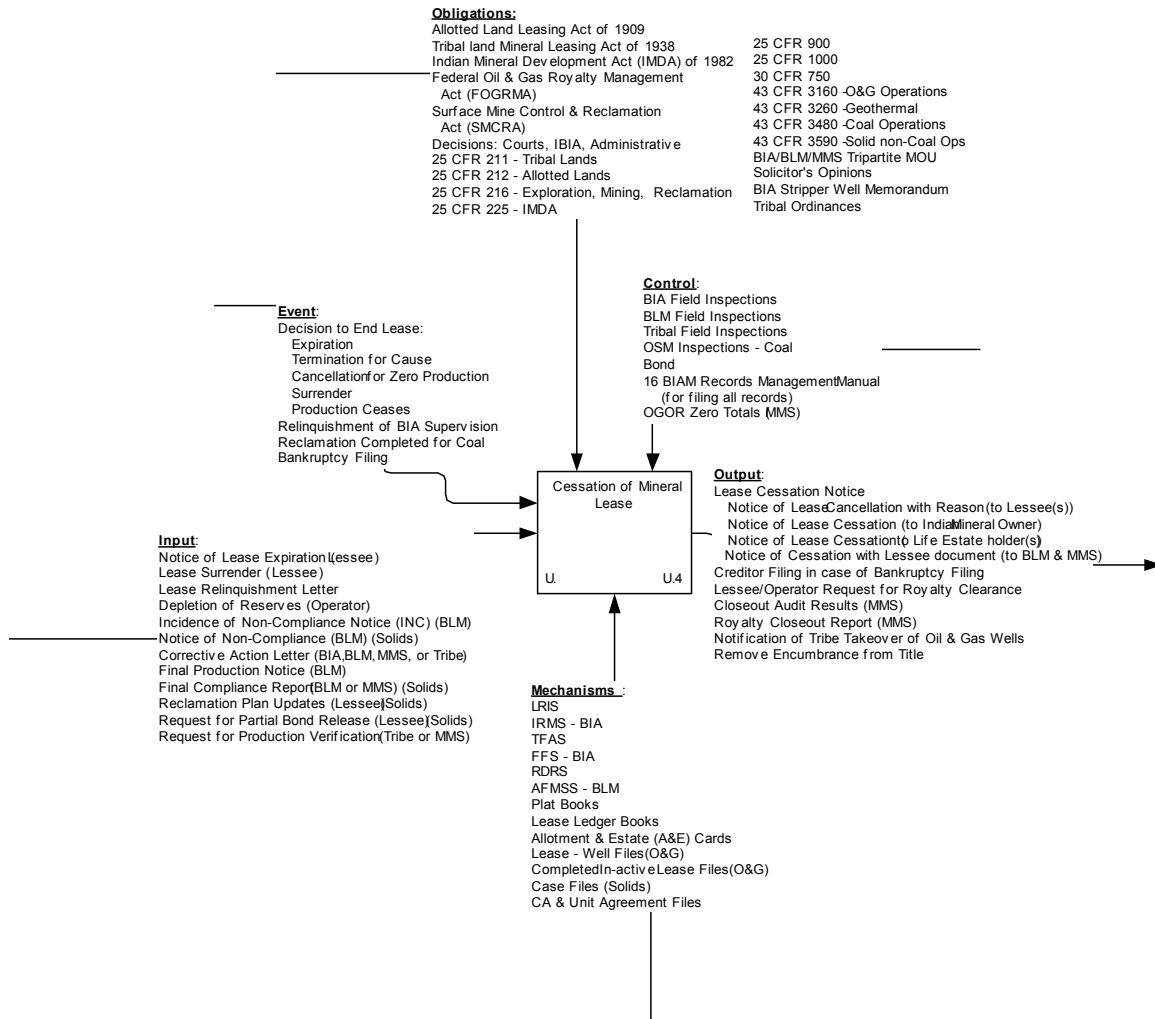 Obligations:
Allotted Land Leasing Act of 1909
Tribal land Mineral Leasing Act of 1938
Indian Mineral Development Act (IMDA) of 1982
Federal Oil & Gas Royalty Management
Act (FOGRMA)
Surface Mine Control & Reclamation
Act (SMCRA)
Decisions: Courts, IBIA, Administrative
25 CFR 211 - Tribal Lands
25 CFR 212 - Allotted Lands
25 CFR 216 - Exploration, Mining, Reclamation
25 CFR 225 - IMDA
25 CFR 900
25 CFR 1000
30 CFR 750
43 CFR 3160 -O&G Operations
43 CFR 3260 -Geothermal
43 CFR 3480 -Coal Operations
43 CFR 3590 -Solid non-Coal Ops
BIA/BLM/MMS Tripartite MOU
Solicitor's Opinions
BIA Stripper Well Memorandum
Tribal Ordinances
Control:
BIA Field Inspections
BLM Field Inspections
Tribal Field Inspections
OSM Inspections - Coal
Bond
16 BIAM Records ManagementManual
(for filing all records)
OGOR Zero Totals (MMS)
Event:
Decision to End Lease:
Expiration
Termination for Cause
Cancellationfor Zero Production
Surrender
Production Ceases
Relinquishment of BIA Supervision
Reclamation Completed for Coal
Bankruptcy Filing
Cessation of Mineral
Lease
U.
U.4
Input:
Notice of Lease Expiration(Lessee)
Lease Surrender (Lessee)
Lease Relinquishment Letter
Depletion of Reserves (Operator)
Incidence of Non-Compliance Notice (INC) (BLM)
Notice of Non-Compliance (BLM) (Solids)
Corrective Action Letter (BIA,BLM,MMS, or Tribe)
Final Production Notice (BLM)
Final Compliance Report(BLM or MMS) (Solids)
Reclamation Plan Updates (Lessee)(Solids)
Request for Partial Bond Release (Lessee)(Solids)
Request for Production Verification(Tribe or MMS)
Output:
Lease Cessation Notice
Notice of LeaseCancellation with Reason(to Lessee(s))
Notice of Lease Cessation (to IndianMineral Owner)
Notice of Lease Cessation(to Life Estate holder(s))
Notice of Cessation with Lessee document (to BLM & MMS)
Creditor Filing in case of Bankruptcy Filing
Lessee/Operator Request for Royalty Clearance
Closeout Audit Results (MMS)
Royalty Closeout Report (MMS)
Notification of Tribe Takeover of Oil & Gas Wells
Remove Encumbrance from Title
Mechanisms :
LRIS
IRMS - BIA
TFAS
FFS - BIA
RDRS
AFMSS - BLM
Plat Books
Lease Ledger Books
Allotment & Estate (A&E) Cards
Lease - Well Files(O&G)
CompletedIn-activeLease Files(O&G)
Case Files (Solids)
CA & Unit Agreement Files